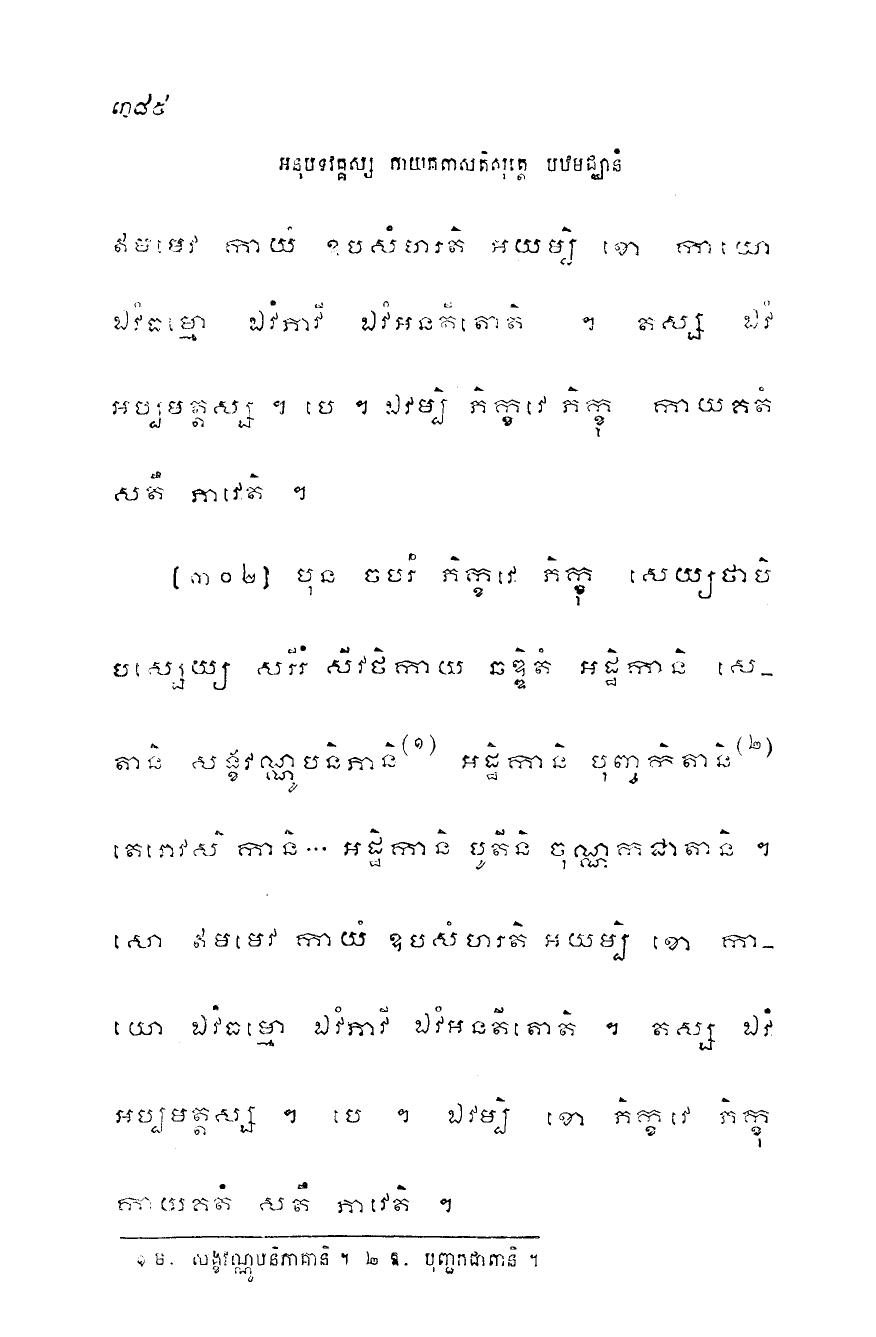 ៣៨៥
អនុបទវគ្គស្ស កាយគតាសតិសុត្តេ បឋមជ្ឈានំ
ឥមមេវ កាយំ ឧបសំហរតិ អយម្បិ ខោ កាយោ
ឯវំធម្មោ ឯវំភាវី ឯវំអនតីតោតិ ។ តស្ស ឯវំ
អប្បមត្តស្ស ។ បេ ។ ឯវម្បិ ភិក្ខវេ ភិក្ខុ កាយគតំ
សតឹ ភាវេតិ ។
[៣០២] បុន ចបរំ ភិក្ខវេ ភិក្ខុ សេយ្យថាបិ
បស្សេយ្យ សរីរំ សីវថិកាយ ឆឌ្ឌិតំ អដ្ឋិកានិ សេ-
តានិ សង្ខវណ្ណូបនិភានិ(១) អដ្ឋិកានិ បុញ្ជកិតានិ(២)
តេរោវស្សិកានិ... អដ្ឋិកានិ បូតីនិ ចុណ្ណកជាតានិ ។
សោ ឥមមេវ កាយំ ឧបសំហរតិ អយម្បិ ខោ កា-
យោ ឯវំធម្មោ ឯវំភាវី ឯវំអនតីតោតិ ។ តស្ស ឯវំ
អប្បមត្តស្ស ។ បេ ។ ឯវម្បិ ខោ ភិក្ខវេ ភិក្ខុ
កាយគតំ សតឹ ភាវេតិ ។
១ ម. សង្ខវណ្ណូបនិភាគានិ ។ ២ ឱ. បុញ្ជកជាតានិ ។